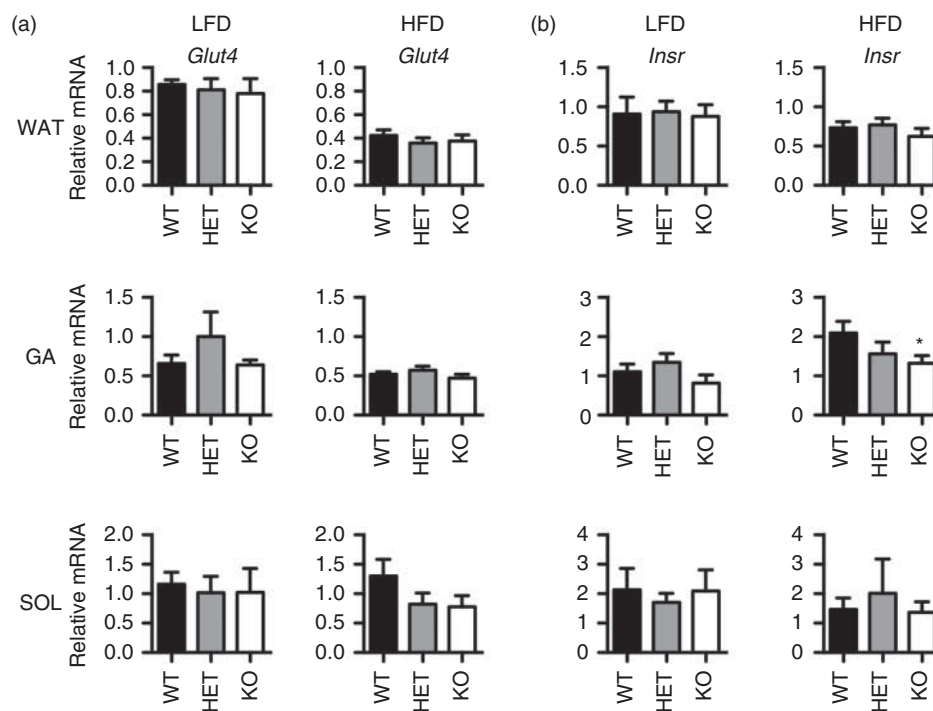 (a) LFD HFD (b) LFD HFD
Glut4 Glut4 Insr Insr
WAT
Relative mRNA
1.0
0.8
0.6
0.4
0.2
0.0
WT HET KO
1.0
0.8
0.6
0.4
0.2
0.0
WT HET KO
1.5
1.0
0.5
0.0
WT HET KO
1.5
1.0
0.5
0.0
WT HET KO
GA
Relative mRNA
1.5
1.0
0.5
0.0
WT HET KO
1.5
1.0
0.5
0.0
WT HET KO
3
2
1
0
WT HET KO
3
2
1
0
*
WT HET KO
SOL
Relative mRNA
2.0
1.5
1.0
0.5
0.0
WT HET KO
2.0
1.5
1.0
0.5
0.0
WT HET KO
4
3
2
1
0
WT HET KO
4
3
2
1
0
WT HET KO